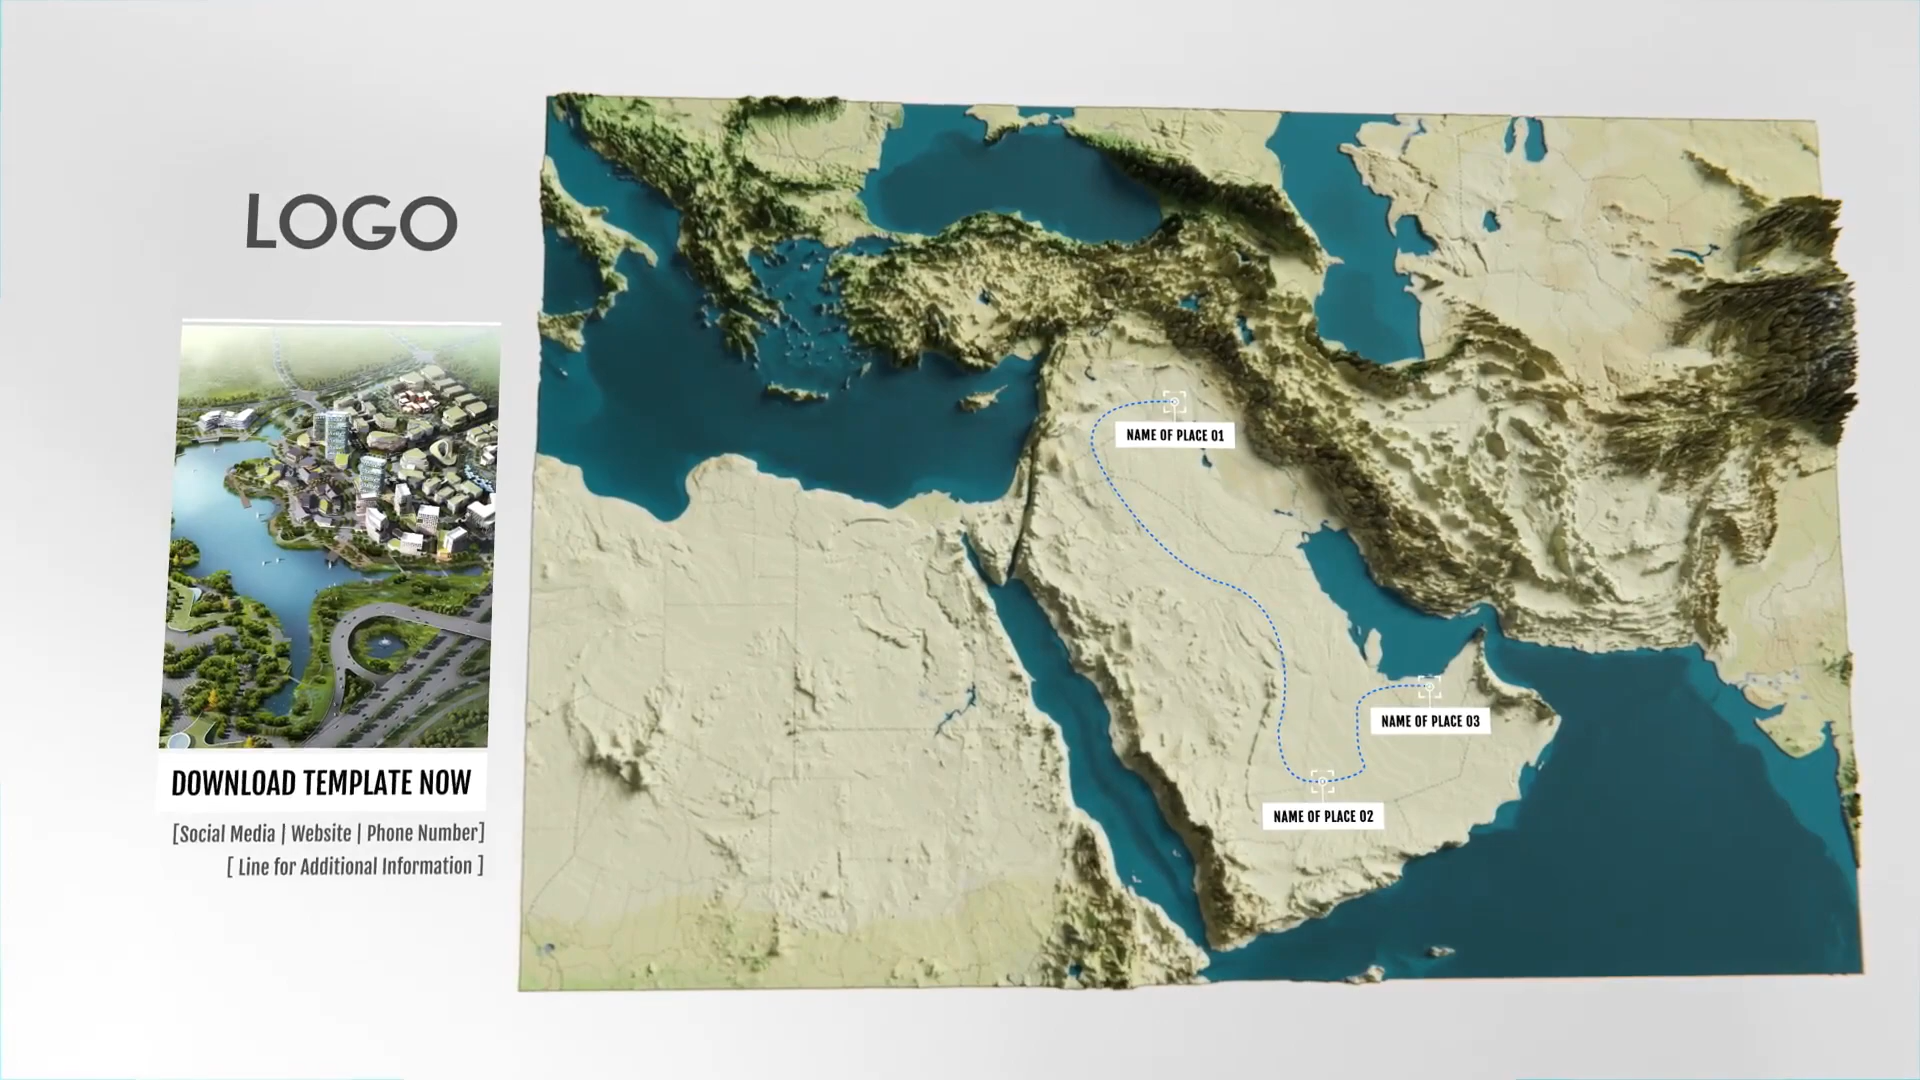 LOGO
DOWNLOAD TEMPLATE NOW
[Social Media | Website | Phone Number]
[ Line for Additional Information ]
NAME OF PLACE 01
NAME OF PLACE 03
NAME OF PLACE 02